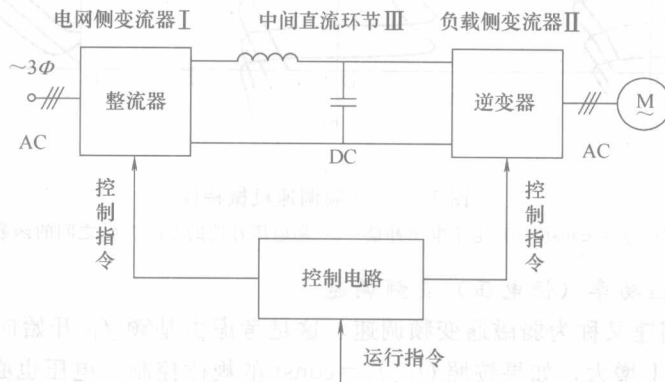 电网侧变流器Ⅰ
中间直流环节Ⅲ
负载侧变流器Ⅱ
~3Φ
整流器
逆变器
M
~
AC
DC
AC
控制指令
控制指令
控制电路
运行指令